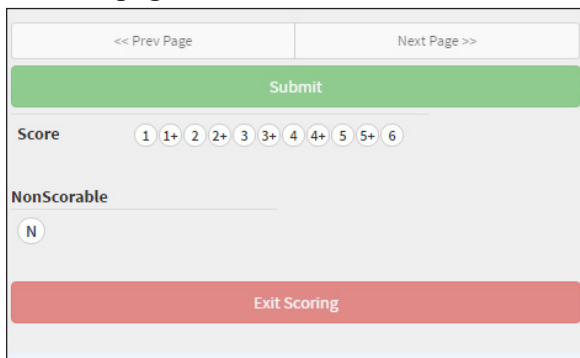 << Prev Page Next Page >>
Submit
Score 1 1+ 2 2+ 3 3+ 4 4+ 5 5+ 6
NonScorable
N
Exit Scoring